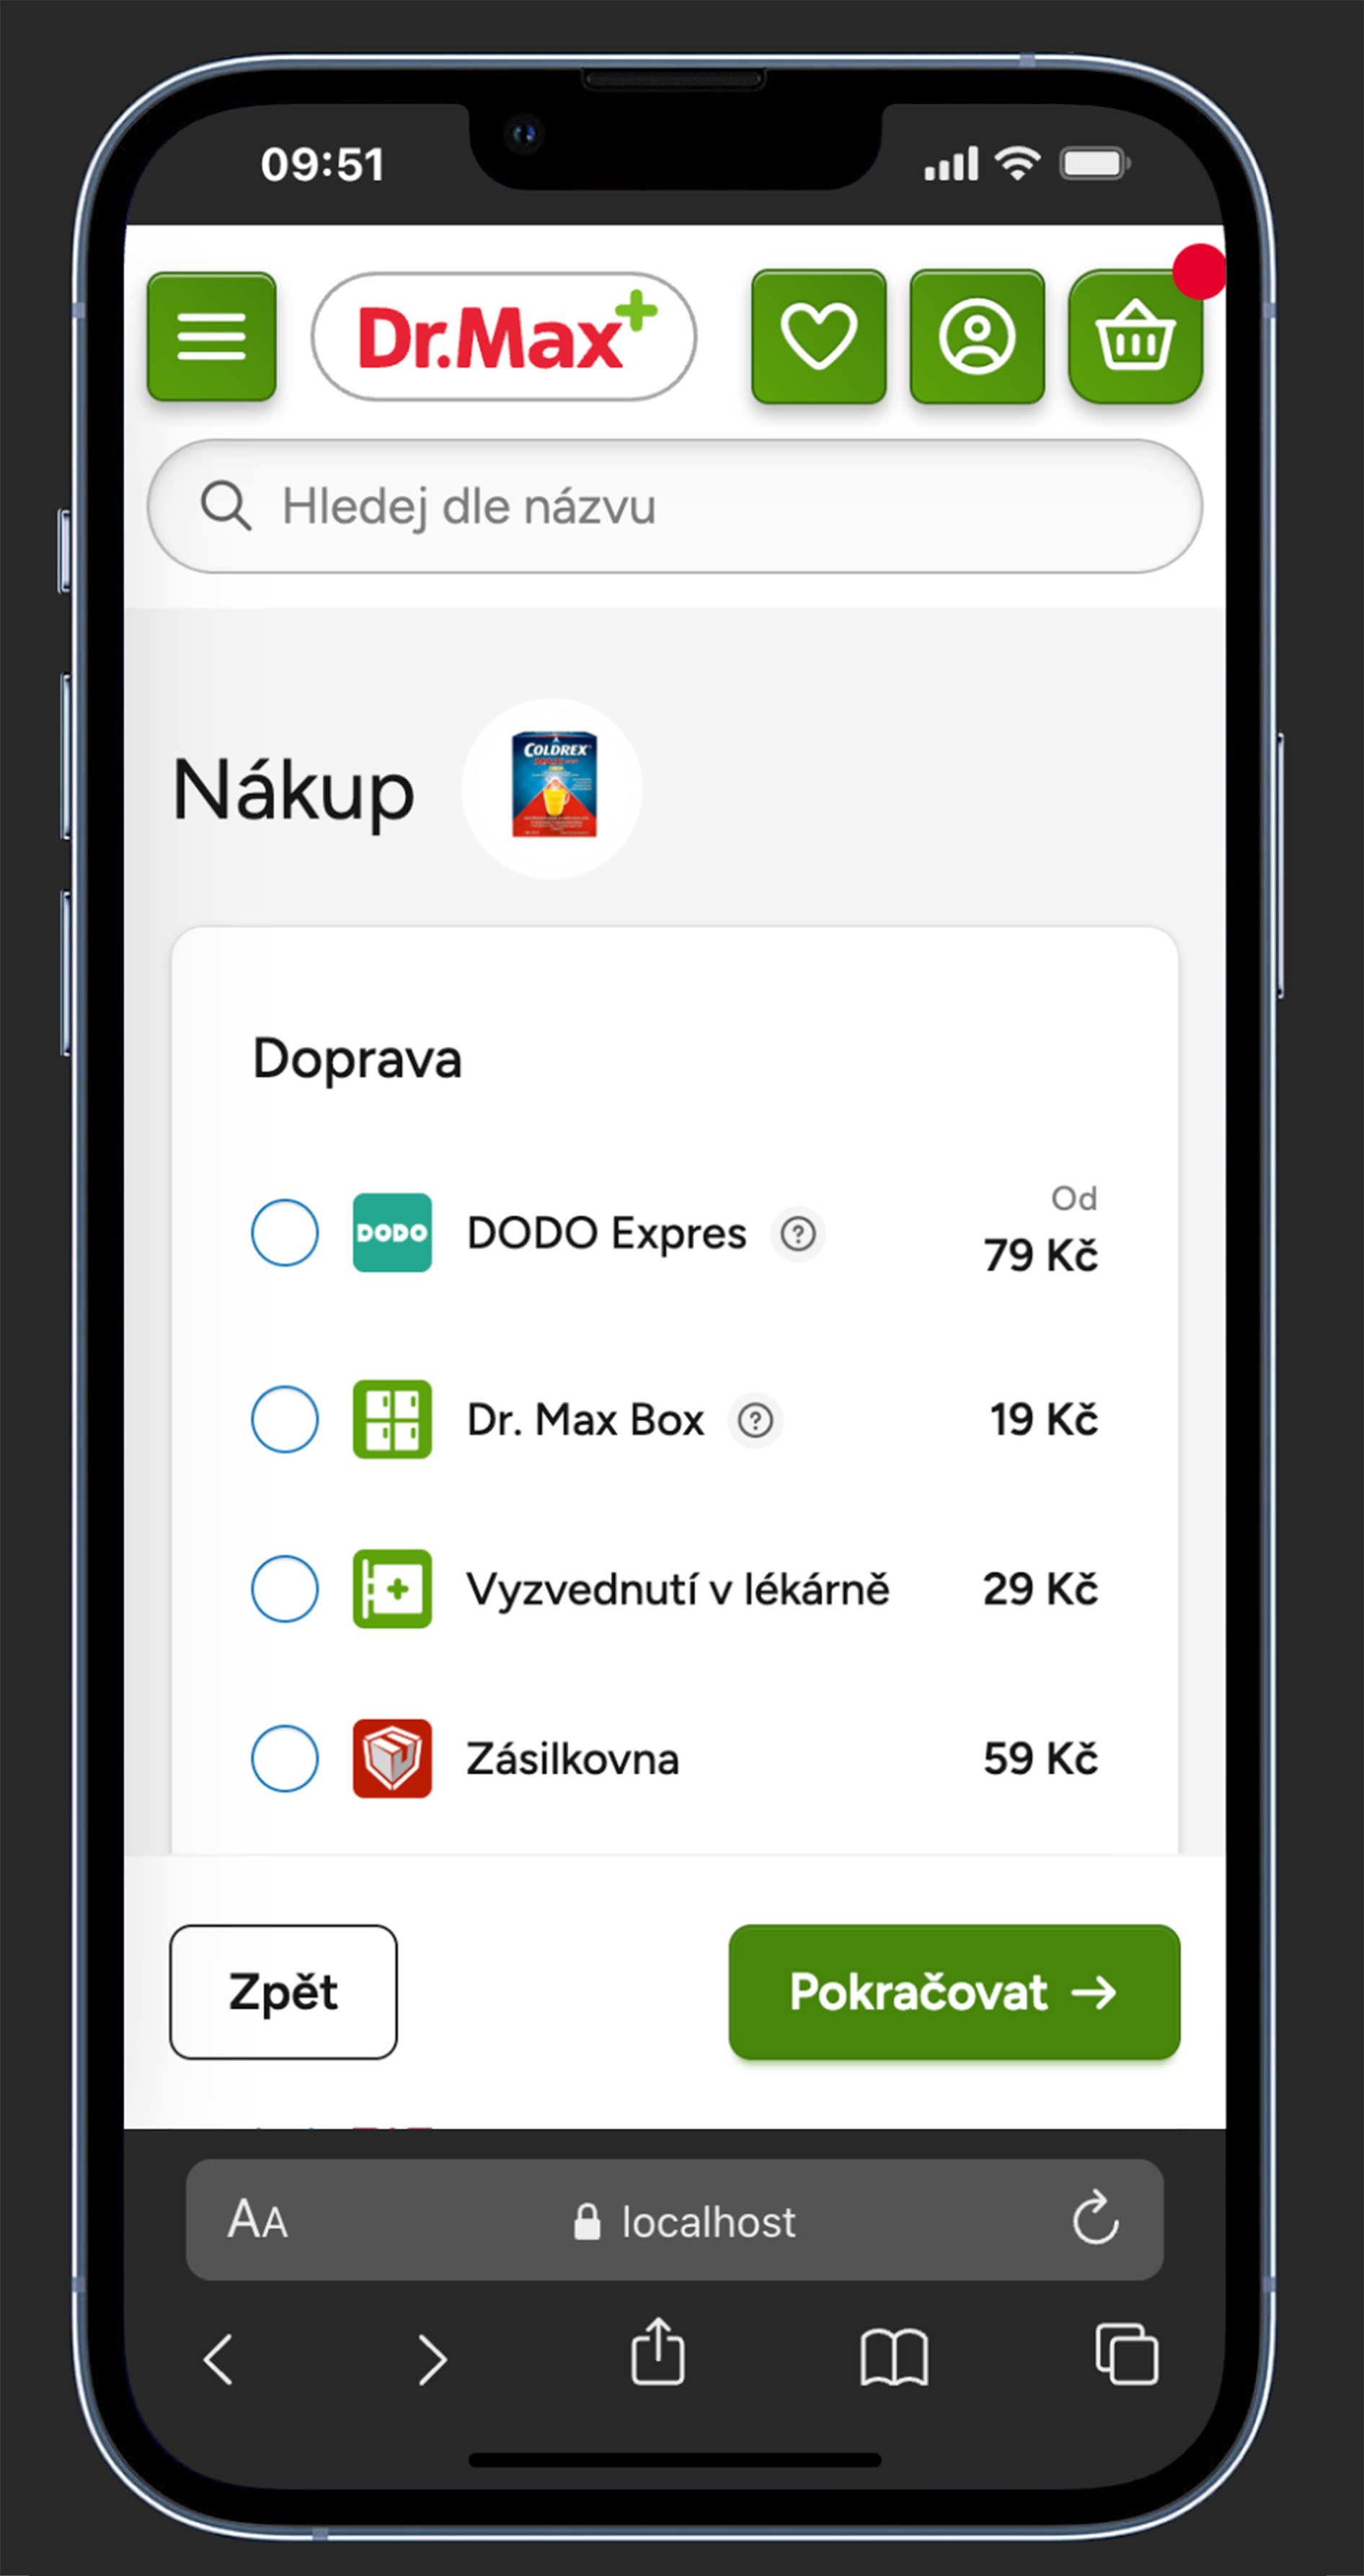 09:51
Dr.Max+
Hledej dle názvu
Nákup
COLDREX
MAX
Doprava
DODO
DODO Expres ?
Od
79 Kč
Dr. Max Box ?
19 Kč
Vyzvednutí v lékárně
29 Kč
Zásilkovna
59 Kč
Zpět
Pokračovat →
AA
localhost